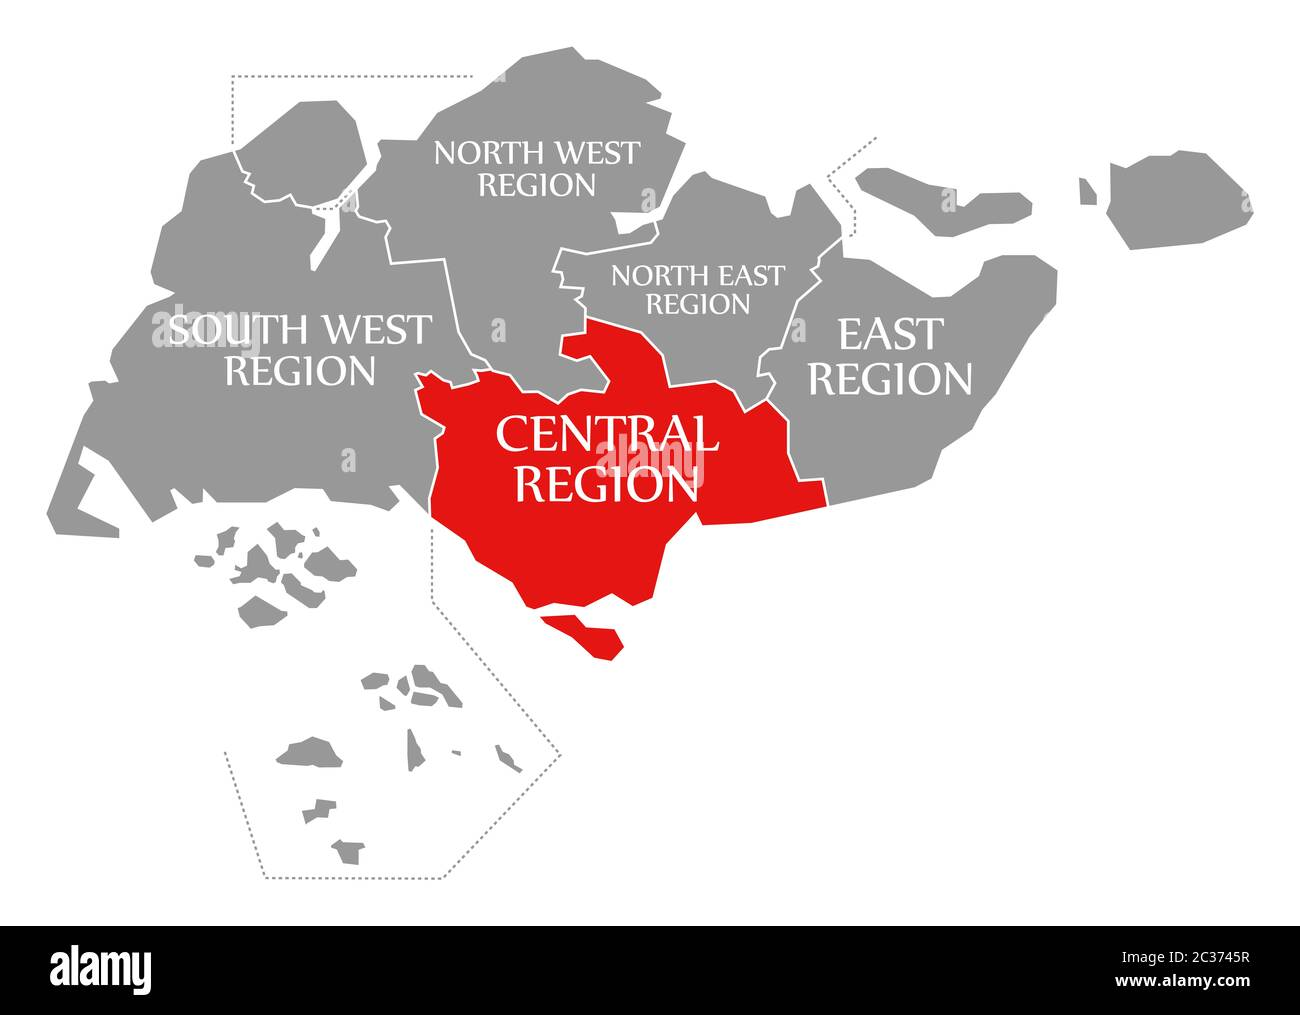 NORTH WEST
REGION
NORTH EAST
REGION
SOUTH WEST
REGION
EAST
REGION
CENTRAL
REGION
a
a
a
a
a
a
a
alamy
Image ID: 2C3745R
www.alamy.com